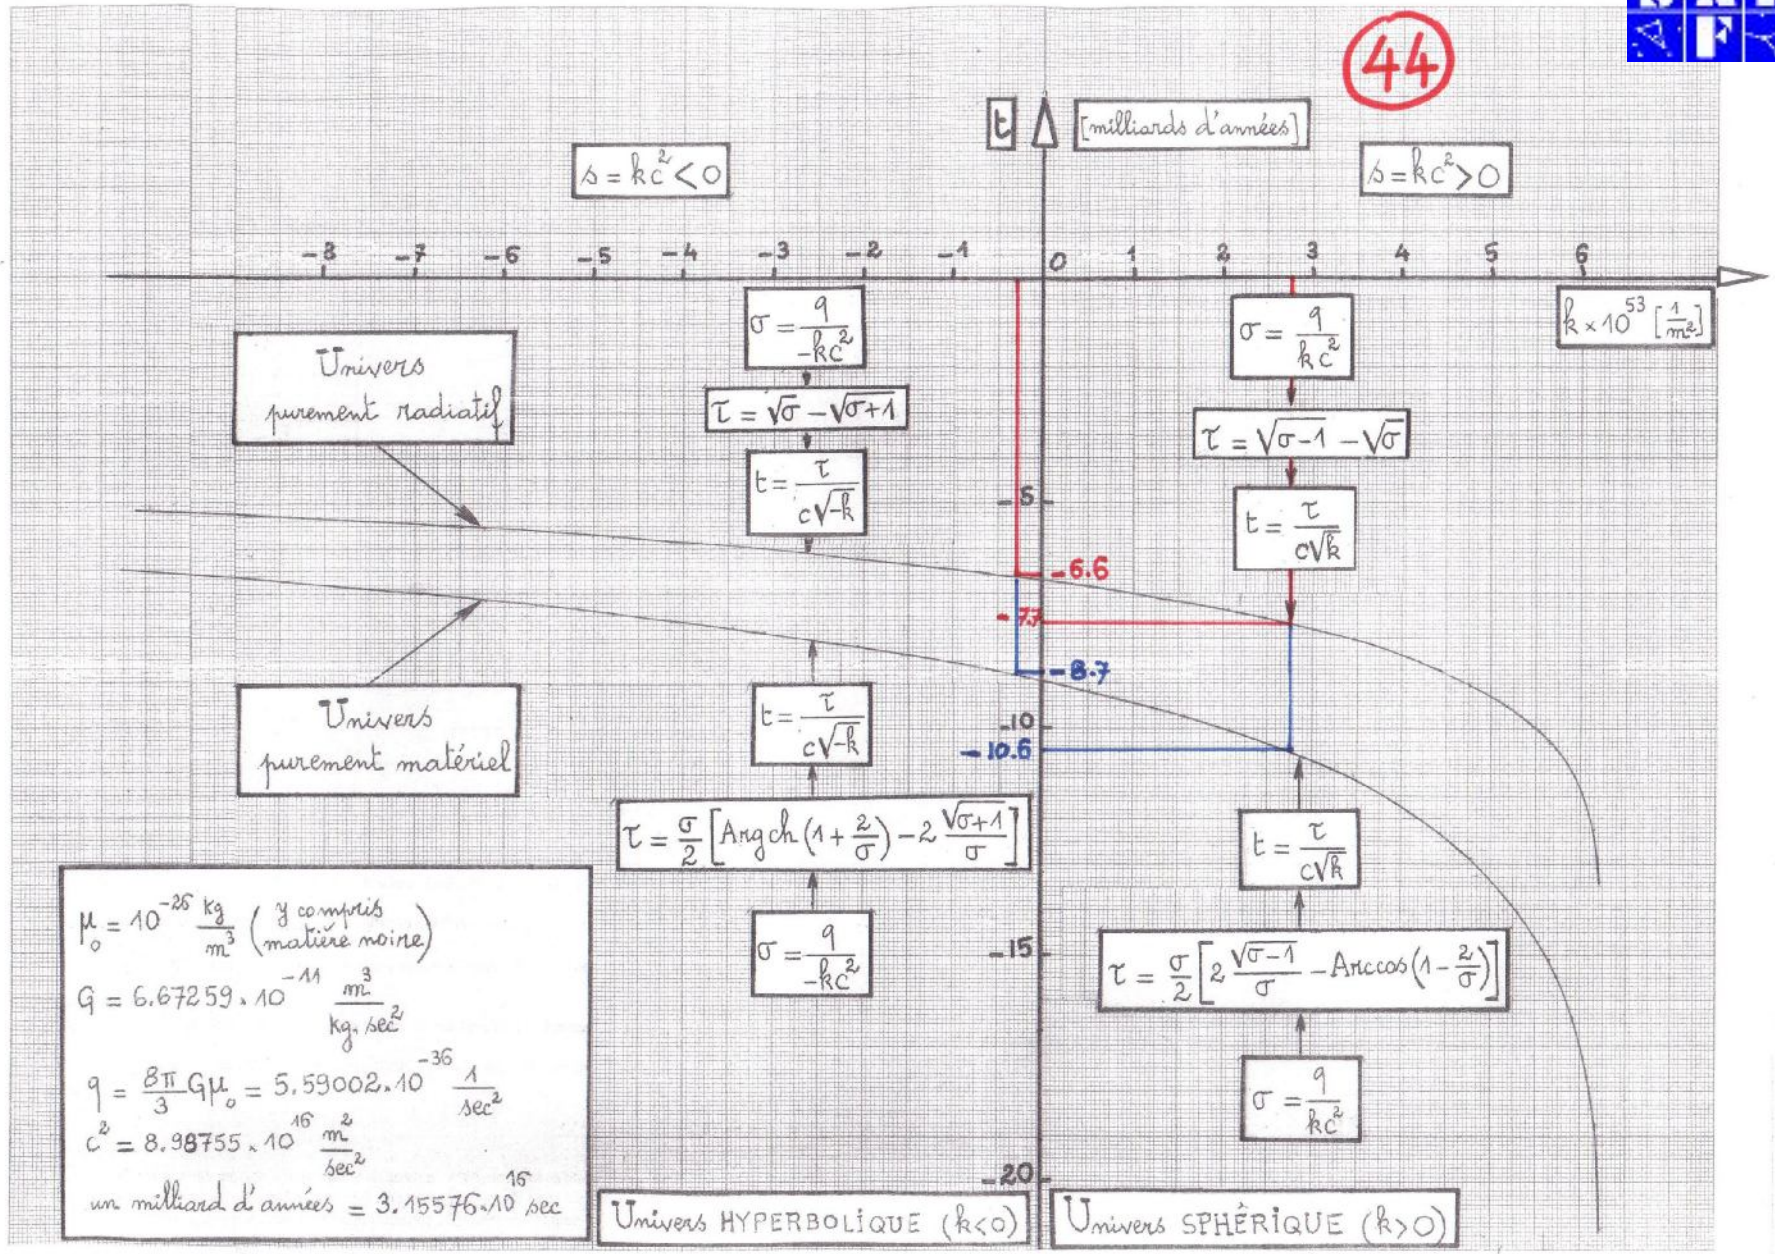 44
t [milliards d'années]
s = kc² < 0
s = kc² > 0
-8 -7 -6 -5 -4 -3 -2 -1 0 1 2 3 4 5 6
k × 10⁵³ [1/m²]
Univers
purement radiatif
σ = q/(-kc²)
τ = √σ - √(σ+1)
t = τ/(c√-k)
σ = q/(kc²)
τ = √(σ-1) - √σ
t = τ/(c√k)
-5
-6.6
-7.7
-8.7
-10
-10.6
-15
-20
Univers
purement matériel
t = τ/(c√-k)
τ = σ/2 [Argch(1 + 2/σ) - 2 √(σ+1)/σ]
σ = q/(-kc²)
t = τ/(c√k)
τ = σ/2 [2 √(σ-1)/σ - Arccos(1 - 2/σ)]
σ = q/(kc²)
μ₀ = 10⁻²⁶ kg/m³ (y compris
matière noire)
G = 6.67259.10⁻¹¹ m³/kg.sec²
q = 8π/3 Gμ₀ = 5.59002.10⁻³⁶ 1/sec²
c² = 8.98755.10¹⁶ m²/sec²
un milliard d'années = 3.15576.10¹⁶ sec
Univers HYPERBOLIQUE (k<0)
Univers SPHÉRIQUE (k>0)